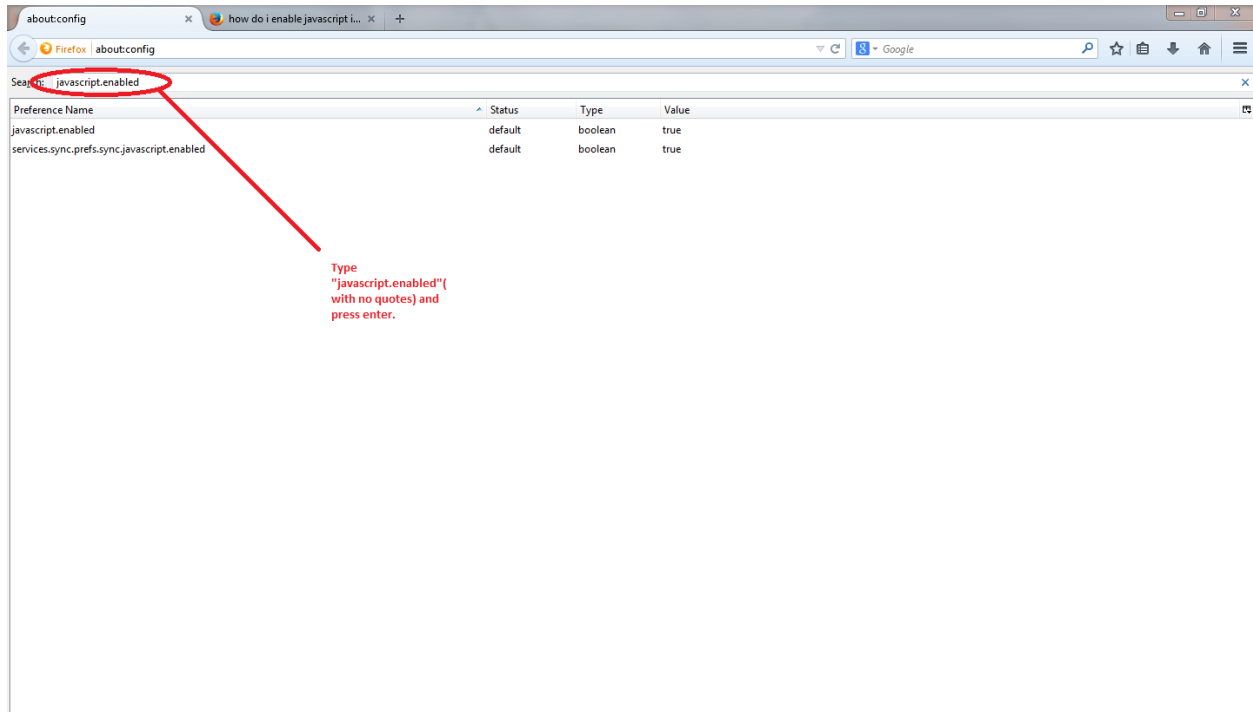 about:config
how do i enable javascript i...
Firefox about:config
Google
Search: javascript.enabled
Preference Name Status Type Value
javascript.enabled default boolean true
services.sync.prefs.sync.javascript.enabled default boolean true
Type
"javascript.enabled"(
with no quotes) and
press enter.